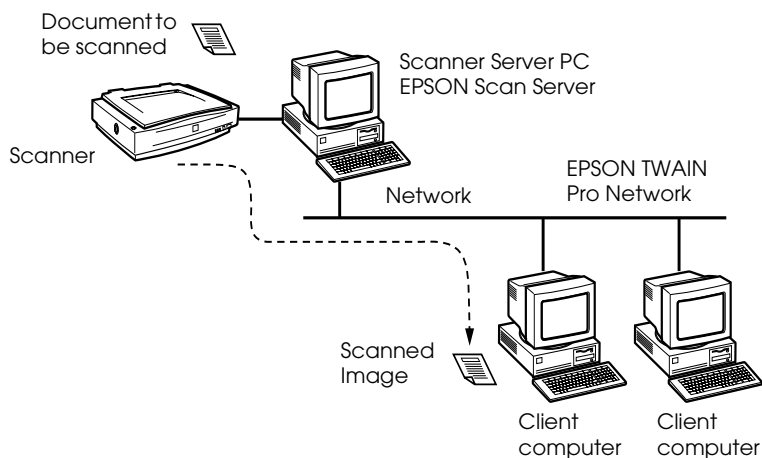 Document to
be scanned
Scanner Server PC
EPSON Scan Server
Scanner
EPSON TWAIN
Pro Network
Network
Scanned
Image
Client
computer
Client
computer